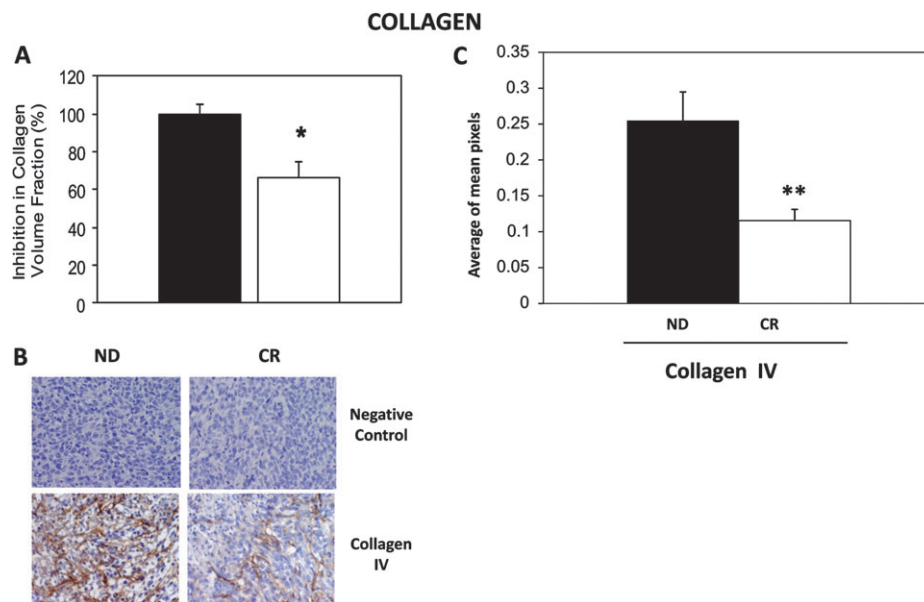 COLLAGEN
A
Inhibition in Collagen
Volume Fraction (%)
120
100
80
60
40
20
0
*
B
ND CR
Negative
Control
Collagen
IV
C
Average of mean pixels
0.35
0.3
0.25
0.2
0.15
0.1
0.05
0
**
ND CR
Collagen IV